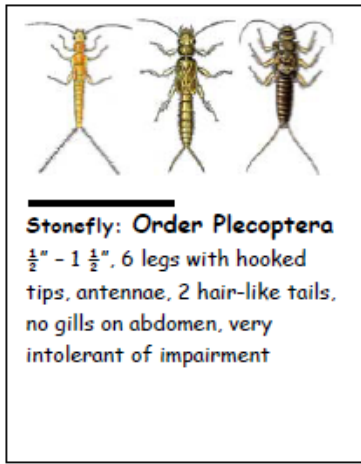 Stonefly: Order Plecoptera
½" – 1 ½", 6 legs with hooked
tips, antennae, 2 hair-like tails,
no gills on abdomen, very
intolerant of impairment